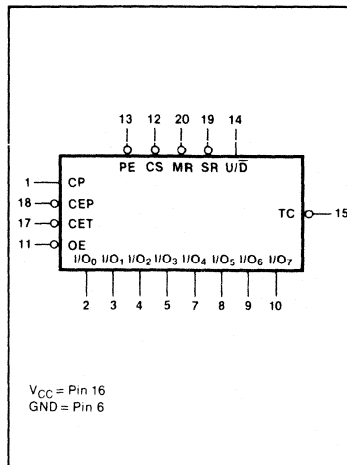 13 12 20 19 14
PE CS MR SR U/D̅
1 CP
18 CEP
17 CET
11 OE
TC 15
I/O₀ I/O₁ I/O₂ I/O₃ I/O₄ I/O₅ I/O₆ I/O₇
2 3 4 5 7 8 9 10
V_CC = Pin 16
GND = Pin 6